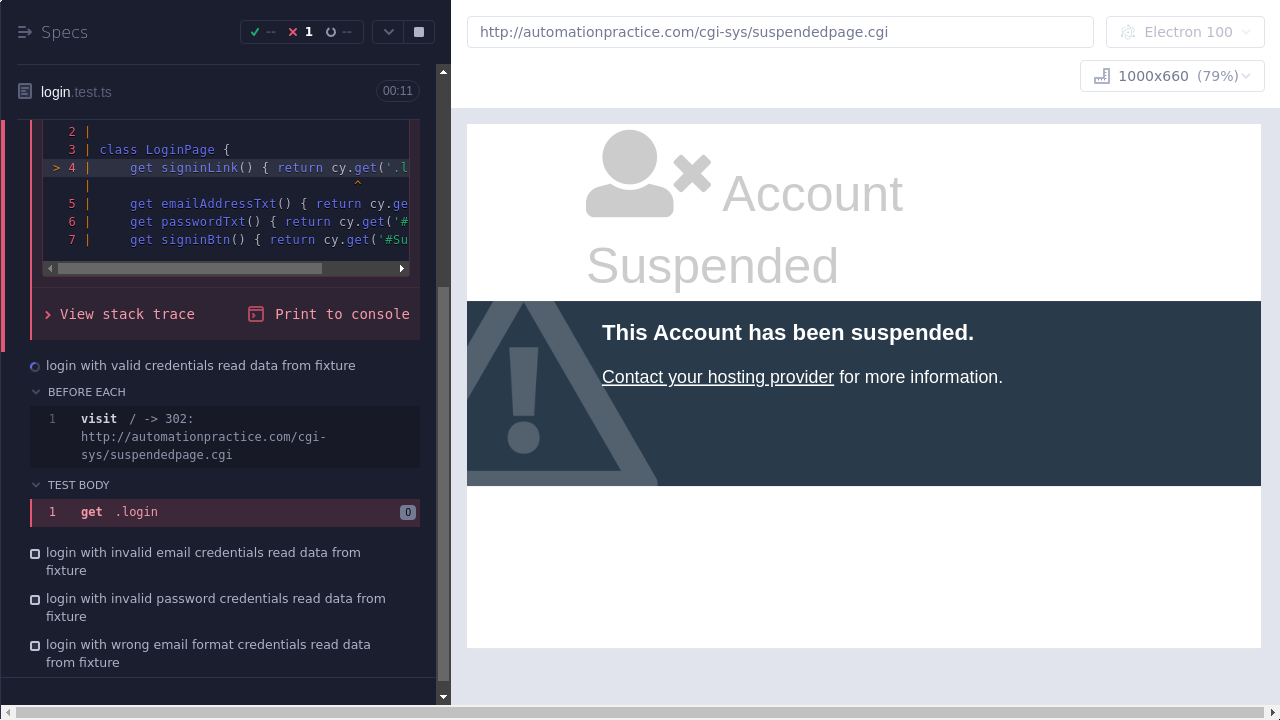 Specs
-- 1 --
login.test.ts 00:11
2 |
3 | class LoginPage {
> 4 |     get signinLink() { return cy.get('.l
|                                  ^
5 |     get emailAddressTxt() { return cy.ge
6 |     get passwordTxt() { return cy.get('#
7 |     get signinBtn() { return cy.get('#Su
View stack trace Print to console
login with valid credentials read data from fixture
BEFORE EACH
1 visit / -> 302:
http://automationpractice.com/cgi-
sys/suspendedpage.cgi
TEST BODY
1 get .login 0
login with invalid email credentials read data from
fixture
login with invalid password credentials read data from
fixture
login with wrong email format credentials read data
from fixture
http://automationpractice.com/cgi-sys/suspendedpage.cgi
Electron 100
1000x660 (79%)
Account
Suspended
This Account has been suspended.
Contact your hosting provider for more information.